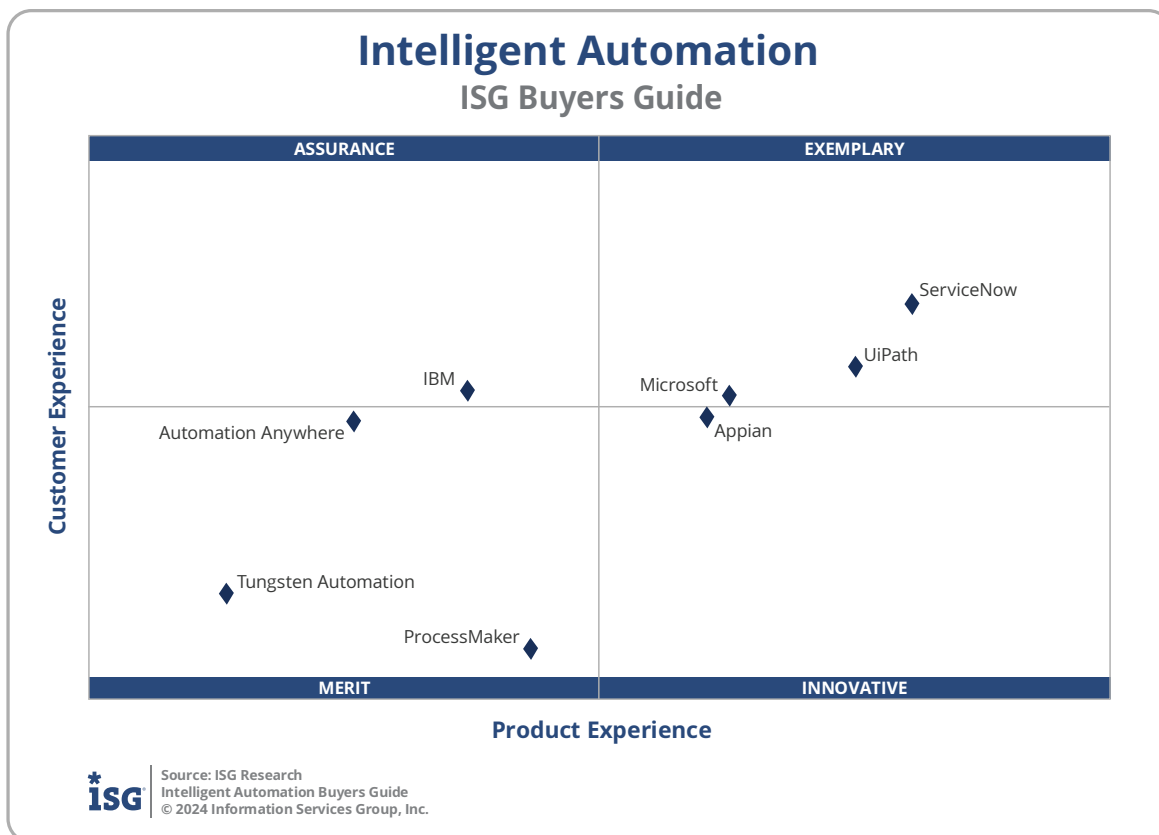 Intelligent Automation
ISG Buyers Guide
ASSURANCE
EXEMPLARY
ServiceNow
UiPath
IBM
Microsoft
Automation Anywhere
Appian
Customer Experience
Tungsten Automation
ProcessMaker
MERIT
INNOVATIVE
Product Experience
iSG
Source: ISG Research
Intelligent Automation Buyers Guide
© 2024 Information Services Group, Inc.